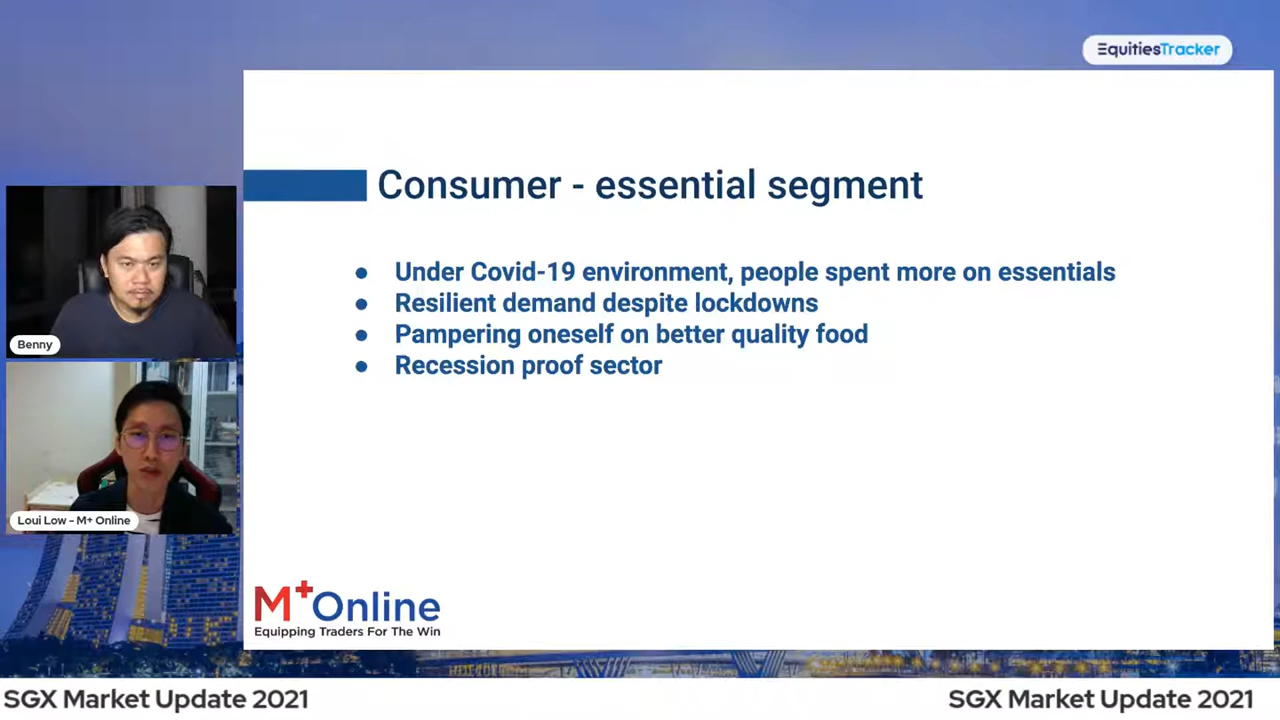 EquitiesTracker
Consumer - essential segment
● Under Covid-19 environment, people spent more on essentials
● Resilient demand despite lockdowns
● Pampering oneself on better quality food
● Recession proof sector
Benny
Loui Low - M+ Online
M+Online
Equipping Traders For The Win
SGX Market Update 2021
SGX Market Update 2021